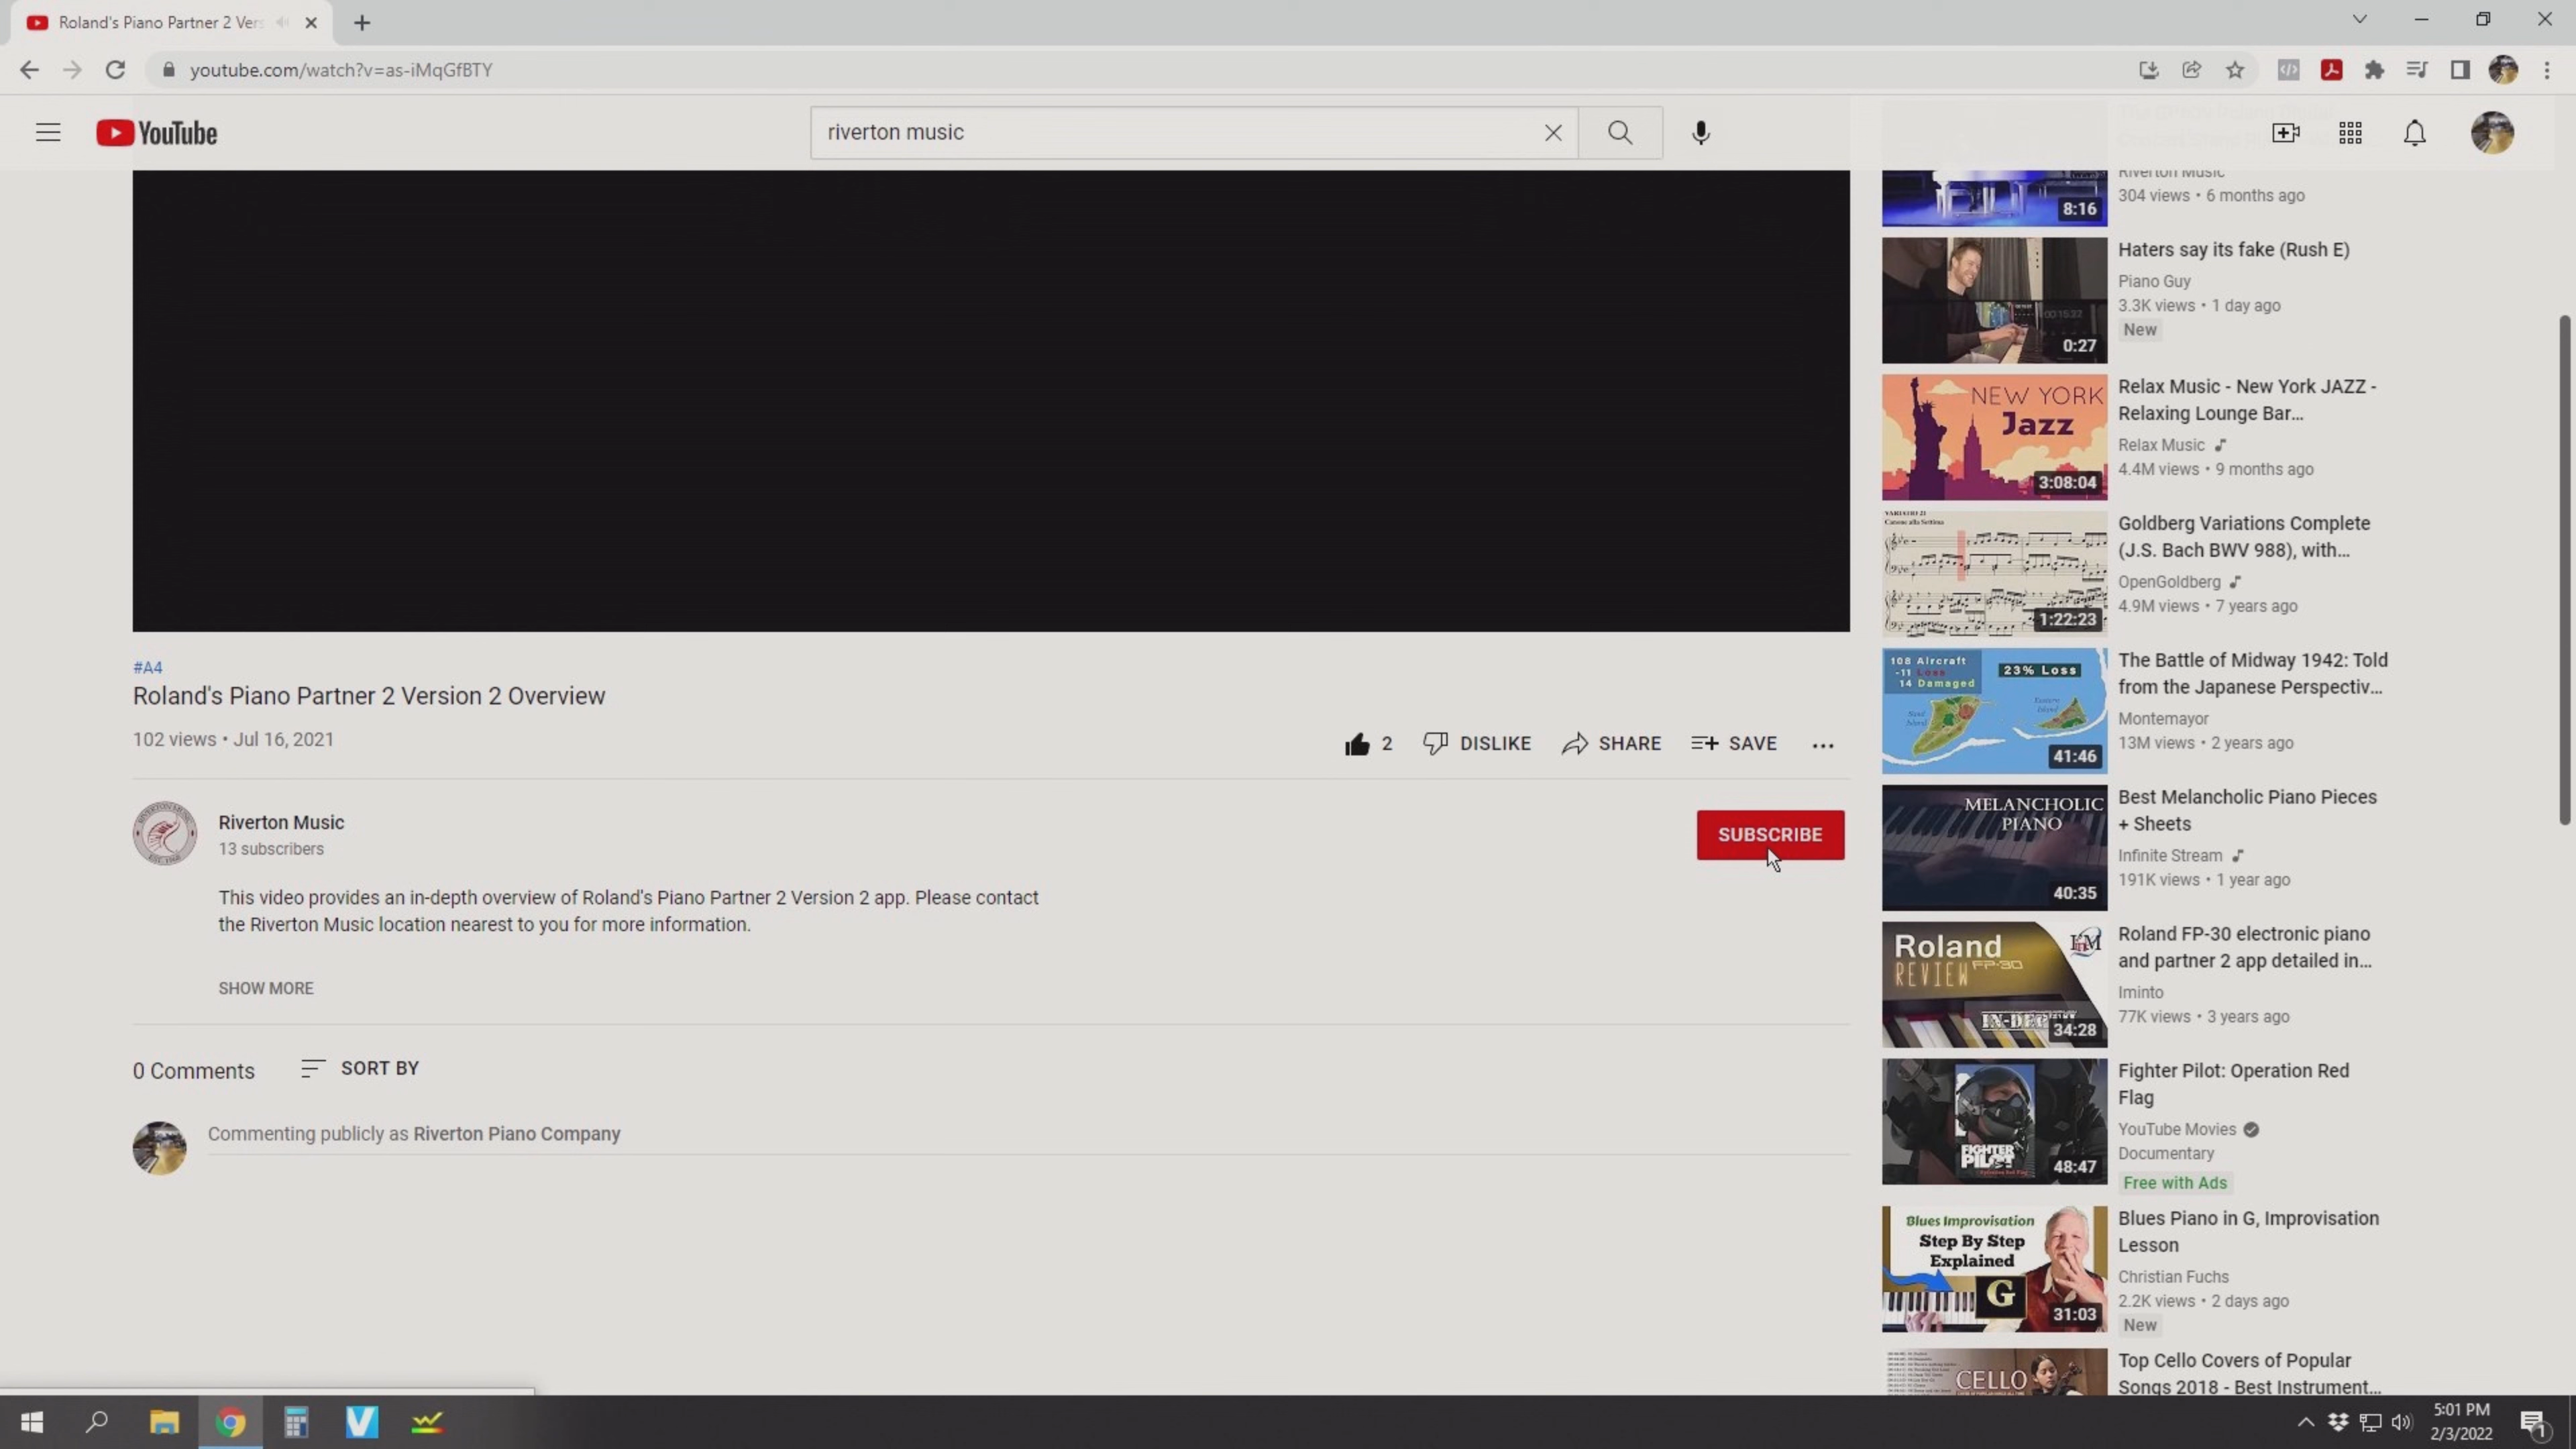 Roland's Piano Partner 2 Vers
youtube.com/watch?v=as-iMqGfBTY
YouTube
riverton music
#A4
Roland's Piano Partner 2 Version 2 Overview
102 views • Jul 16, 2021
2
DISLIKE
SHARE
SAVE
Riverton Music
13 subscribers
SUBSCRIBE
This video provides an in-depth overview of Roland's Piano Partner 2 Version 2 app. Please contact
the Riverton Music location nearest to you for more information.
SHOW MORE
0 Comments
SORT BY
Commenting publicly as Riverton Piano Company
8:16
Riverton Music
304 views • 6 months ago
0:27
Haters say its fake (Rush E)
Piano Guy
3.3K views • 1 day ago
New
NEW YORK
Jazz
3:08:04
Relax Music - New York JAZZ -
Relaxing Lounge Bar...
Relax Music
4.4M views • 9 months ago
1:22:23
Goldberg Variations Complete
(J.S. Bach BWV 988), with...
OpenGoldberg
4.9M views • 7 years ago
108 Aircraft
-11 Loss
14 Damaged
23% Loss
41:46
The Battle of Midway 1942: Told
from the Japanese Perspectiv...
Montemayor
13M views • 2 years ago
MELANCHOLIC
PIANO
40:35
Best Melancholic Piano Pieces
+ Sheets
Infinite Stream
191K views • 1 year ago
Roland
REVIEW FP-30
34:28
Roland FP-30 electronic piano
and partner 2 app detailed in...
Iminto
77K views • 3 years ago
FIGHTER
PILOT
48:47
Fighter Pilot: Operation Red
Flag
YouTube Movies
Documentary
Free with Ads
Blues Improvisation
Step By Step
Explained
G
31:03
Blues Piano in G, Improvisation
Lesson
Christian Fuchs
2.2K views • 2 days ago
New
CELLO
Top Cello Covers of Popular
Songs 2018 - Best Instrument...
5:01 PM
2/3/2022
1